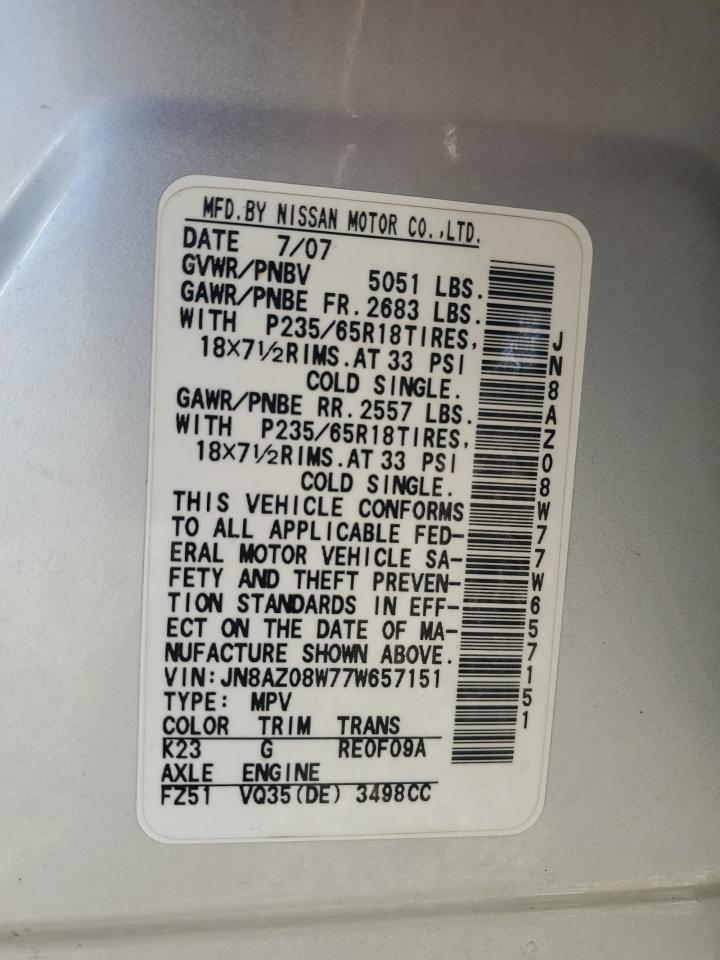 MFD.BY NISSAN MOTOR CO.,LTD.
DATE 7/07
GVWR/PNBV 5051 LBS.
GAWR/PNBE FR.2683 LBS.
WITH P235/65R18TIRES,
18×7½RIMS.AT 33 PSI
COLD SINGLE.
GAWR/PNBE RR.2557 LBS.
WITH P235/65R18TIRES,
18×7½RIMS.AT 33 PSI
COLD SINGLE.
THIS VEHICLE CONFORMS
TO ALL APPLICABLE FED-
ERAL MOTOR VEHICLE SA-
FETY AND THEFT PREVEN-
TION STANDARDS IN EFF-
ECT ON THE DATE OF MA-
NUFACTURE SHOWN ABOVE.
VIN:JN8AZ08W77W657151
TYPE: MPV
COLOR TRIM TRANS
K23 G RE0F09A
AXLE ENGINE
FZ51 VQ35(DE) 3498CC
JN8AZ08W77W657151